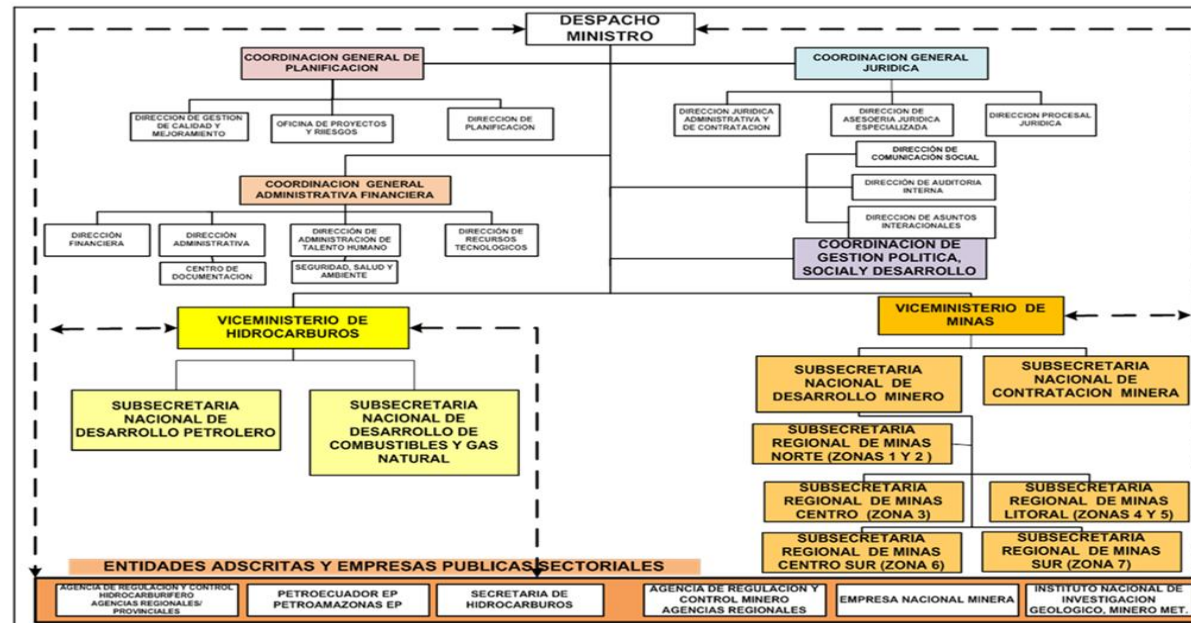 DESPACHO
MINISTRO
COORDINACION GENERAL DE
PLANIFICACION
COORDINACION GENERAL
JURIDICA
DIRECCION DE GESTION
DE CALIDAD Y
MEJORAMIENTO
OFICINA DE PROYECTOS
Y RIIESGOS
DIRECCION DE
PLANIFICACION
DIRECCION JURIDICA
ADMINISTRATIVA Y
DE CONTRATACION
DIRECCION DE
ASESOERIA JURIDICA
ESPECIALIZADA
DIRECCION PROCESAL
JURIDICA
DIRECCIÓN DE
COMUNICACIÓN SOCIAL
COORDINACION GENERAL
ADMINISTRATIVA FINANCIERA
DIRECCIÓN DE AUDITORIA
INTERNA
DIRECCION DE ASUNTOS
INTERACIONALES
DIRECCIÓN
FINANCIERA
DIRECCIÓN
ADMINISTRATIVA
DIRECCIÓN DE
ADMINISTRACION DE
TALENTO HUMANO
DIRECCIÓN DE
RECURSOS
TECNOLOGICOS
CENTRO DE
DOCUMENTACION
SEGURIDAD, SALUD Y
AMBIENTE
COORDINACION DE
GESTION POLITICA,
SOCIALY DESARROLLO
VICEMINISTERIO DE
HIDROCARBUROS
VICEMINISTERIO DE
MINAS
SUBSECRETARIA
NACIONAL DE
DESARROLLO PETROLERO
SUBSECRETARIA
NACIONAL DE
DESARROLLO DE
COMBUSTIBLES Y GAS
NATURAL
SUBSECRETARIA
NACIONAL DE
DESARROLLO MINERO
SUBSECRETARIA
NACIONAL DE
CONTRATACION MINERA
SUBSECRETARIA
REGIONAL DE MINAS
NORTE (ZONAS 1 Y 2 )
SUBSECRETARIA
REGIONAL DE MINAS
CENTRO (ZONA 3)
SUBSECRETARIA
REGIONAL DE MINAS
LITORAL (ZONAS 4 Y 5)
SUBSECRETARIA
REGIONAL DE MINAS
CENTRO SUR (ZONA 6)
SUBSECRETARIA
REGIONAL DE MINAS
SUR (ZONA 7)
ENTIDADES ADSCRITAS Y EMPRESAS PUBLICAS SECTORIALES
AGENCIA DE REGULACION Y CONTROL
HIDROCARBURIFERO
AGENCIAS REGIONALES/
PROVINCIALES
PETROECUADOR EP
PETROAMAZONAS EP
SECRETARIA DE
HIDROCARBUROS
AGENCIA DE REGULACION Y
CONTROL MINERO
AGENCIAS REGIONALES
EMPRESA NACIONAL MINERA
INSTITUTO NACIONAL DE
INVESTIGACION
GEOLOGICO, MINERO MET.